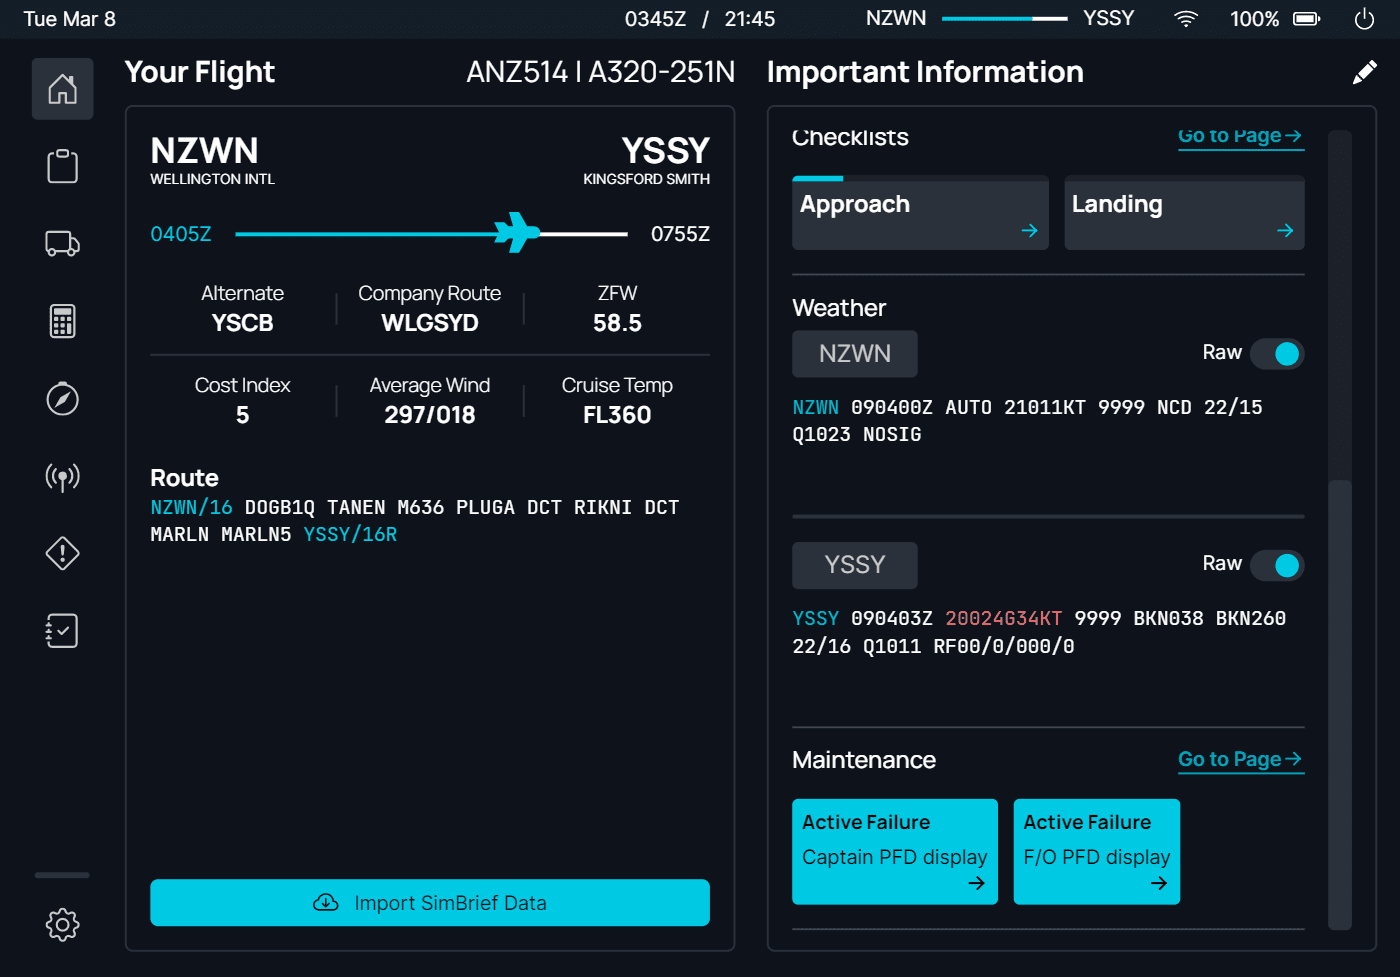 Tue Mar 8
0345Z / 21:45
NZWN YSSY
100%
Your Flight
ANZ514 | A320-251N
NZWN
WELLINGTON INTL
YSSY
KINGSFORD SMITH
0405Z
0755Z
Alternate
YSCB
Company Route
WLGSYD
ZFW
58.5
Cost Index
5
Average Wind
297/018
Cruise Temp
FL360
Route
NZWN/16 DOGB1Q TANEN M636 PLUGA DCT RIKNI DCT
MARLN MARLN5 YSSY/16R
Import SimBrief Data
Important Information
Checklists
Go to Page
Approach
Landing
Weather
NZWN
Raw
NZWN 090400Z AUTO 21011KT 9999 NCD 22/15
Q1023 NOSIG
YSSY
Raw
YSSY 090403Z 20024G34KT 9999 BKN038 BKN260
22/16 Q1011 RF00/0/000/0
Maintenance
Go to Page
Active Failure
Captain PFD display
Active Failure
F/O PFD display